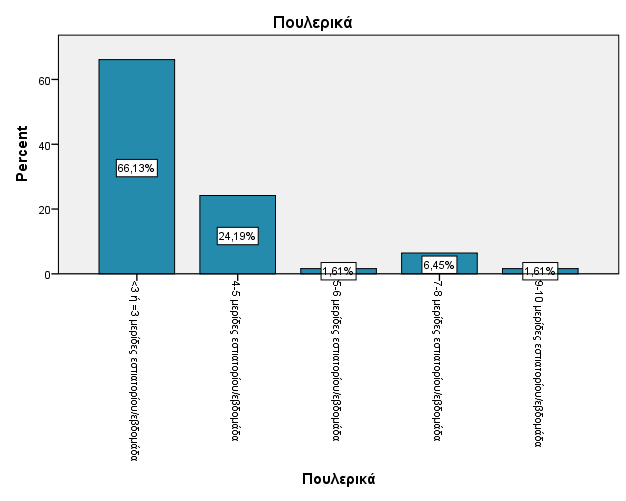 Πουλερικά
Percent
60
40
20
0
66,13%
24,19%
1,61%
6,45%
1,61%
<3 ή =3 μερίδες εστιατορίου/εβδομάδα
4-5 μερίδες εστιατορίου/εβδομάδα
5-6 μερίδες εστιατορίου/εβδομάδα
7-8 μερίδες εστιατορίου/εβδομάδα
9-10 μερίδες εστιατορίου/εβδομάδα
Πουλερικά